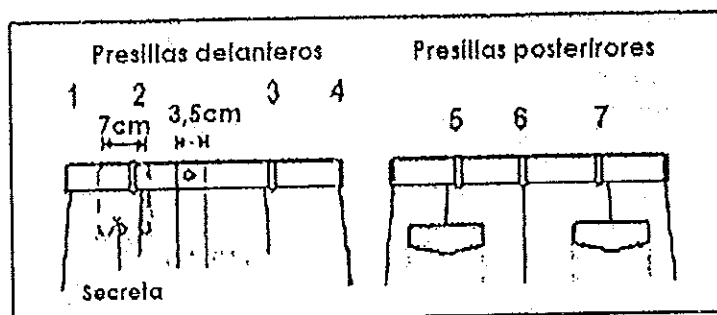 Presillas delanteros
1 2 3 4
7cm 3,5cm
Secreta
Presillas posterirores
5 6 7